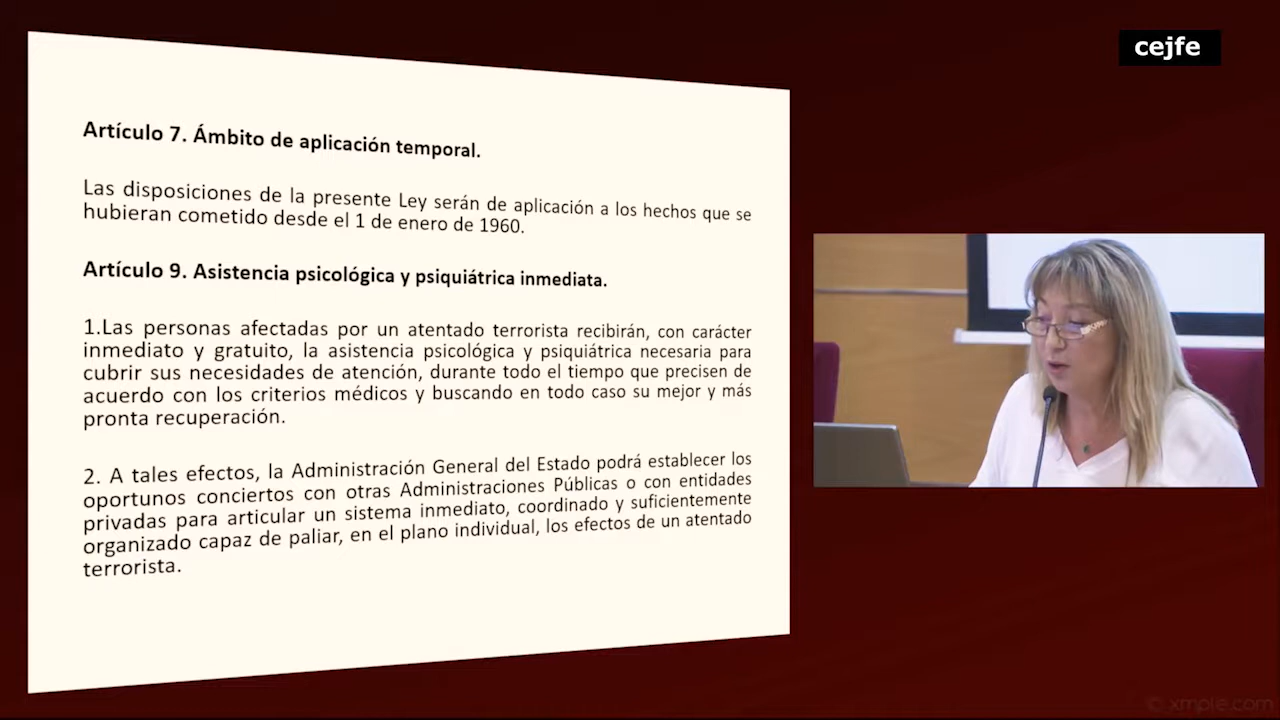 cejfe
Artículo 7. Ámbito de aplicación temporal.
Las disposiciones de la presente Ley serán de aplicación a los hechos que se
hubieran cometido desde el 1 de enero de 1960.
Artículo 9. Asistencia psicológica y psiquiátrica inmediata.
1.Las personas afectadas por un atentado terrorista recibirán, con carácter
inmediato y gratuito, la asistencia psicológica y psiquiátrica necesaria para
cubrir sus necesidades de atención, durante todo el tiempo que precisen de
acuerdo con los criterios médicos y buscando en todo caso su mejor y más
pronta recuperación.
2. A tales efectos, la Administración General del Estado podrá establecer los
oportunos conciertos con otras Administraciones Públicas o con entidades
privadas para articular un sistema inmediato, coordinado y suficientemente
organizado capaz de paliar, en el plano individual, los efectos de un atentado
terrorista.
© xmple.com